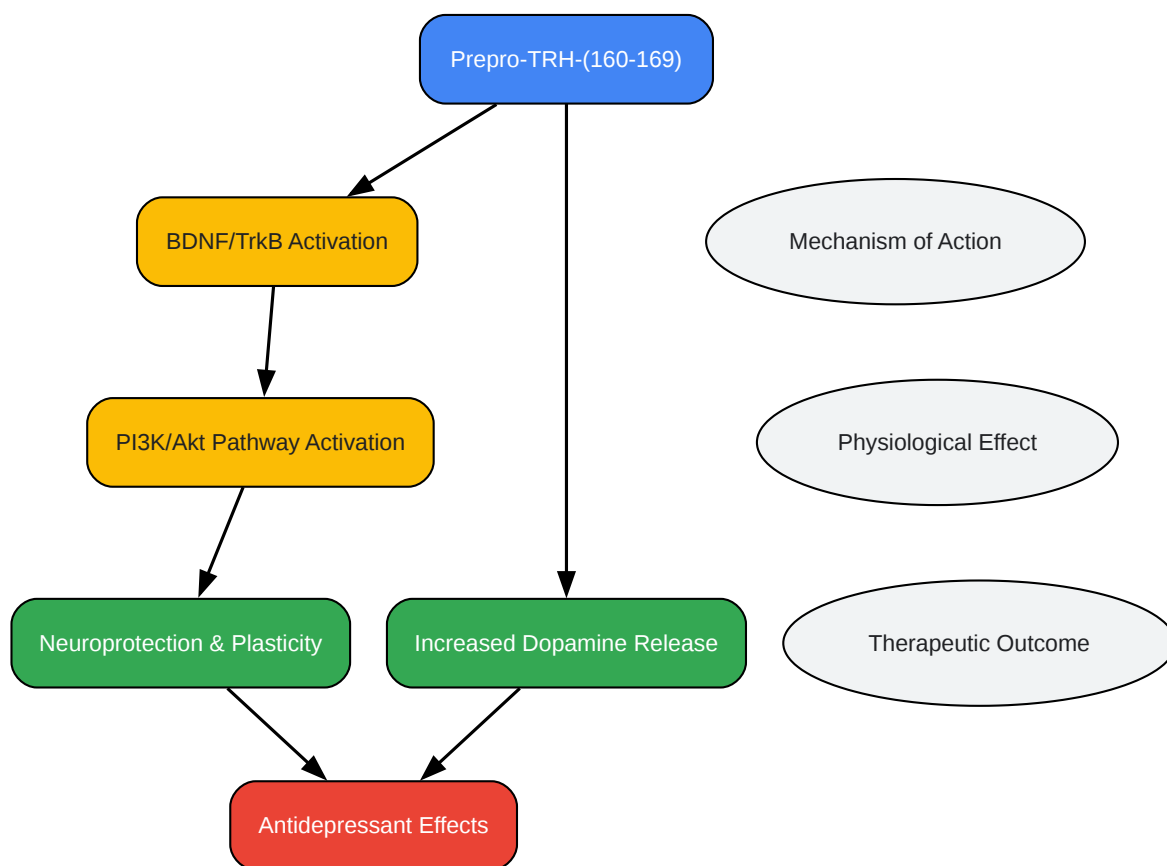 Prepro-TRH-(160-169)
BDNF/TrkB Activation
Mechanism of Action
PI3K/Akt Pathway Activation
Physiological Effect
Neuroprotection & Plasticity
Increased Dopamine Release
Therapeutic Outcome
Antidepressant Effects